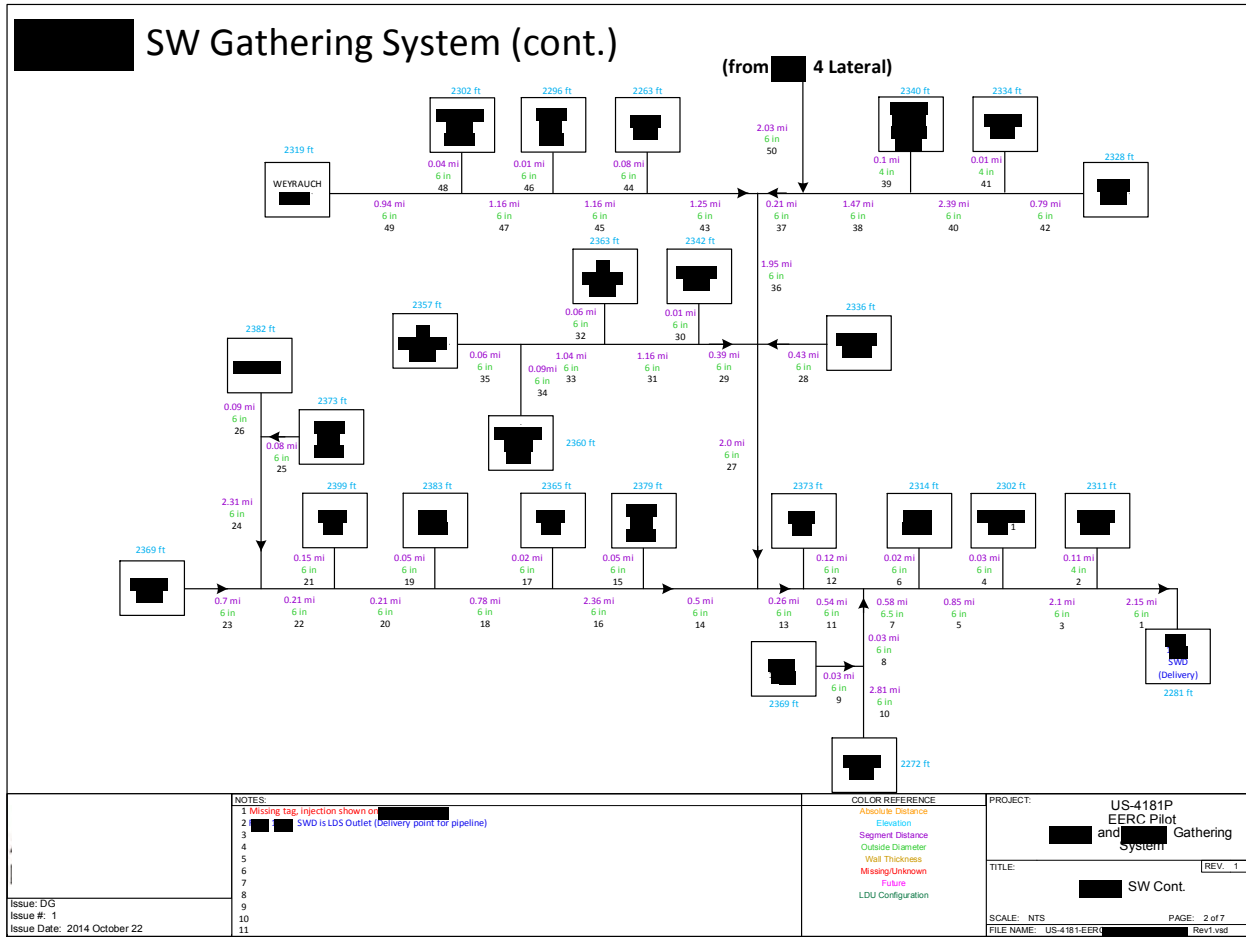 SW Gathering System (cont.)
(from 4 Lateral)
2302 ft
2296 ft
2263 ft
2340 ft
2334 ft
2319 ft
2328 ft
WEYRAUCH
0.04 mi
6 in
48
0.01 mi
6 in
46
0.08 mi
6 in
44
2.03 mi
6 in
50
0.1 mi
4 in
39
0.01 mi
4 in
41
0.94 mi
6 in
49
1.16 mi
6 in
47
1.16 mi
6 in
45
1.25 mi
6 in
43
0.21 mi
6 in
37
1.47 mi
6 in
38
2.39 mi
6 in
40
0.79 mi
6 in
42
2363 ft
2342 ft
1.95 mi
6 in
36
2357 ft
2336 ft
0.06 mi
6 in
32
0.01 mi
6 in
30
0.06 mi
6 in
35
1.04 mi
6 in
33
0.09mi
6 in
34
1.16 mi
6 in
31
0.39 mi
6 in
29
0.43 mi
6 in
28
2382 ft
0.09 mi
6 in
26
2373 ft
0.08 mi
6 in
25
2360 ft
2.0 mi
6 in
27
2.31 mi
6 in
24
2399 ft
2383 ft
2365 ft
2379 ft
2373 ft
2314 ft
2302 ft
2311 ft
1
2369 ft
0.15 mi
6 in
21
0.05 mi
6 in
19
0.02 mi
6 in
17
0.05 mi
6 in
15
0.12 mi
6 in
12
0.02 mi
6 in
6
0.03 mi
6 in
4
0.11 mi
4 in
2
0.7 mi
6 in
23
0.21 mi
6 in
22
0.21 mi
6 in
20
0.78 mi
6 in
18
2.36 mi
6 in
16
0.5 mi
6 in
14
0.26 mi
6 in
13
0.54 mi
6 in
11
0.58 mi
6.5 in
7
0.85 mi
6 in
5
2.1 mi
6 in
3
2.15 mi
6 in
1
0.03 mi
6 in
8
0.03 mi
6 in
9
2369 ft
2.81 mi
6 in
10
SWD
(Delivery)
2281 ft
2272 ft
Issue: DG
Issue #: 1
Issue Date: 2014 October 22
NOTES:
1 Missing tag, injection shown on
2 SWD is LDS Outlet (Delivery point for pipeline)
3
4
5
6
7
8
9
10
11
COLOR REFERENCE
Absolute Distance
Elevation
Segment Distance
Outside Diameter
Wall Thickness
Missing/Unknown
Future
LDU Configuration
PROJECT:
US-4181P
EERC Pilot
and Gathering
System
TITLE:
REV. 1
SW Cont.
SCALE: NTS
PAGE: 2 of 7
FILE NAME: US-4181-EERC Rev1.vsd